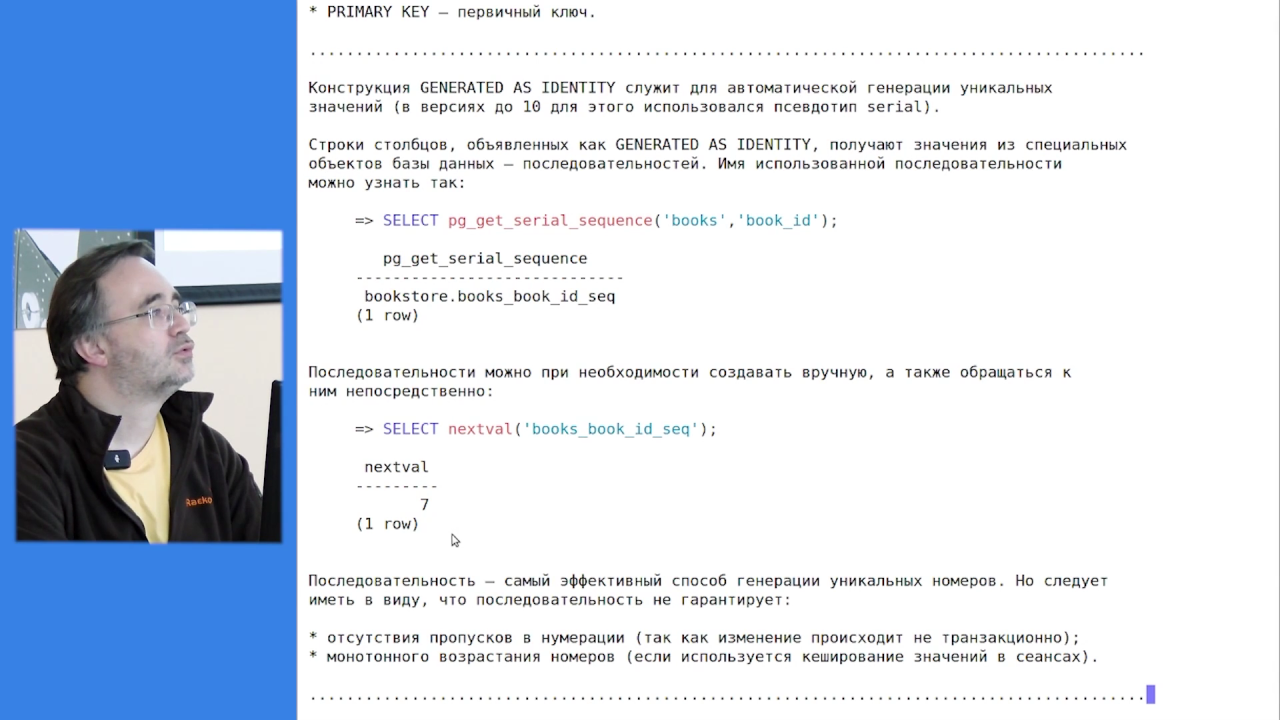 * PRIMARY KEY — первичный ключ.
..........................................................................................
Конструкция GENERATED AS IDENTITY служит для автоматической генерации уникальных
значений (в версиях до 10 для этого использовался псевдотип serial).
Строки столбцов, объявленных как GENERATED AS IDENTITY, получают значения из специальных
объектов базы данных — последовательностей. Имя использованной последовательности
можно узнать так:
=> SELECT pg_get_serial_sequence('books','book_id');
pg_get_serial_sequence
-----------------------------
bookstore.books_book_id_seq
(1 row)
Последовательности можно при необходимости создавать вручную, а также обращаться к
ним непосредственно:
=> SELECT nextval('books_book_id_seq');
nextval
---------
7
(1 row)
Последовательность — самый эффективный способ генерации уникальных номеров. Но следует
иметь в виду, что последовательность не гарантирует:
* отсутствия пропусков в нумерации (так как изменение происходит не транзакционно);
* монотонного возрастания номеров (если используется кеширование значений в сеансах).
..........................................................................................